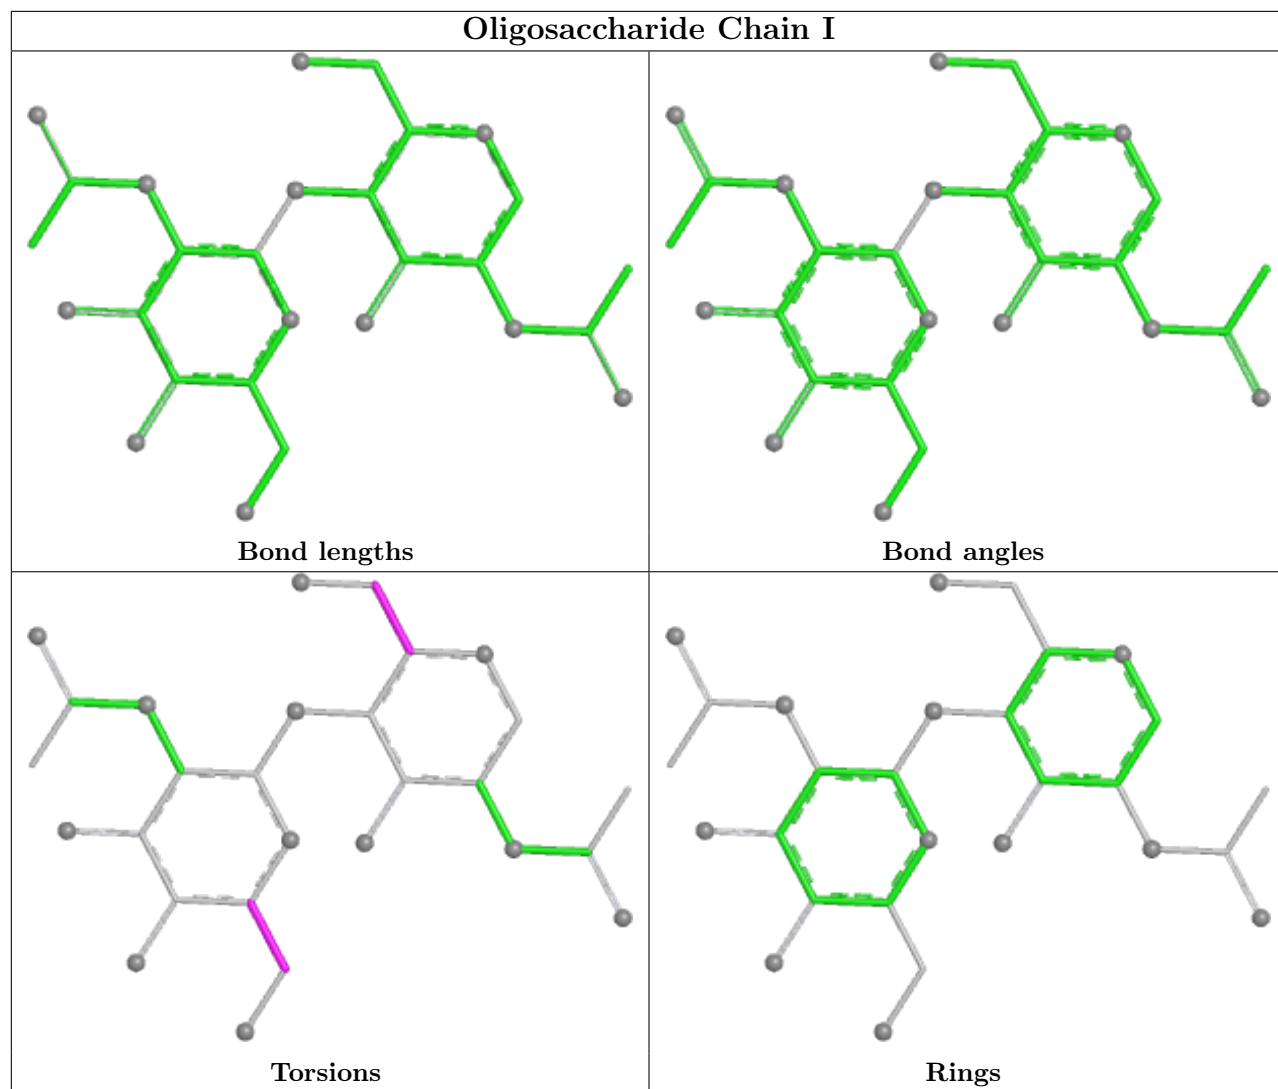 Oligosaccharide Chain I
Bond lengths
Bond angles
Torsions
Rings